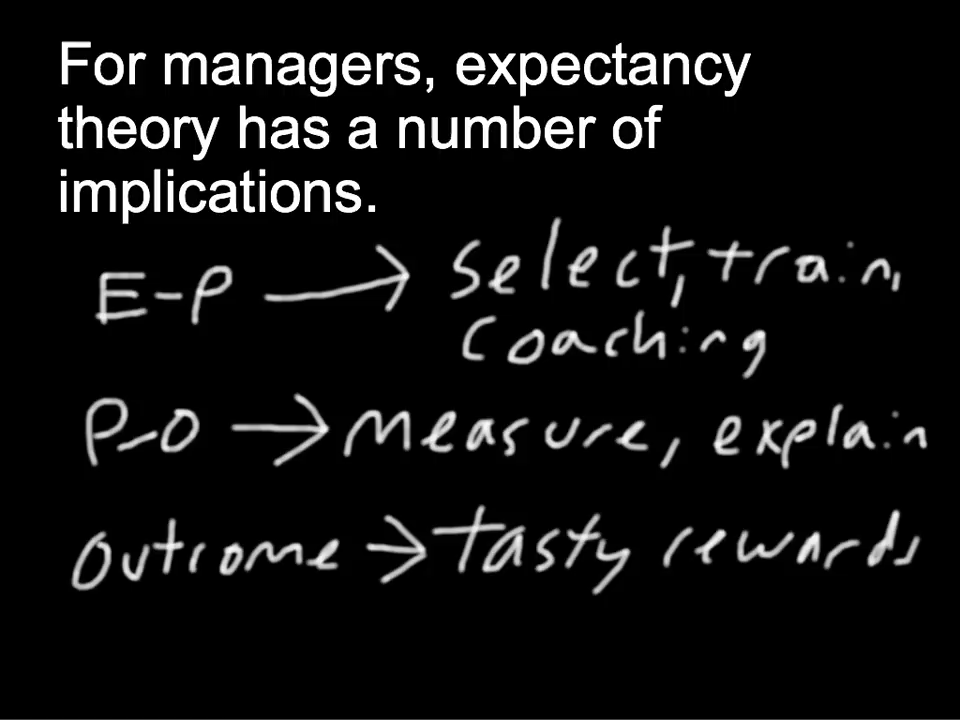 For managers, expectancy
theory has a number of
implications.
E-P → select, train,
coaching
P-O → measure, explain
outcome → tasty rewards